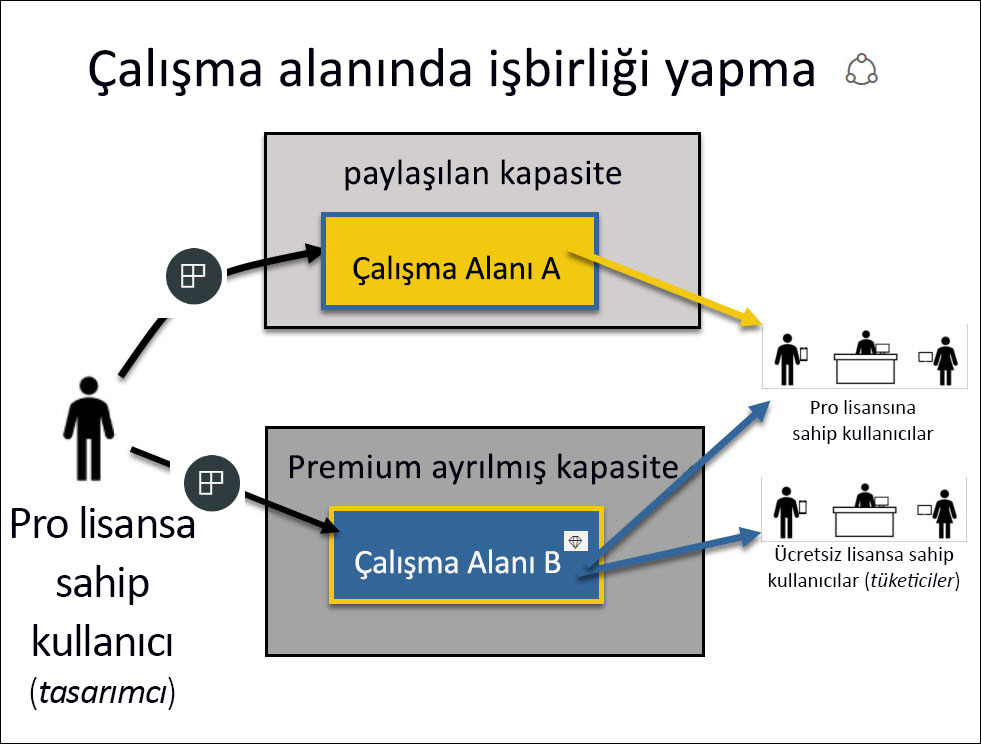 Çalışma alanında işbirliği yapma
paylaşılan kapasite
Çalışma Alanı A
Pro lisansına
sahip kullanıcılar
Premium ayrılmış kapasite
Çalışma Alanı B
Pro lisansa
sahip
kullanıcı
(tasarımcı)
Ücretsiz lisansa sahip
kullanıcılar (tüketiciler)